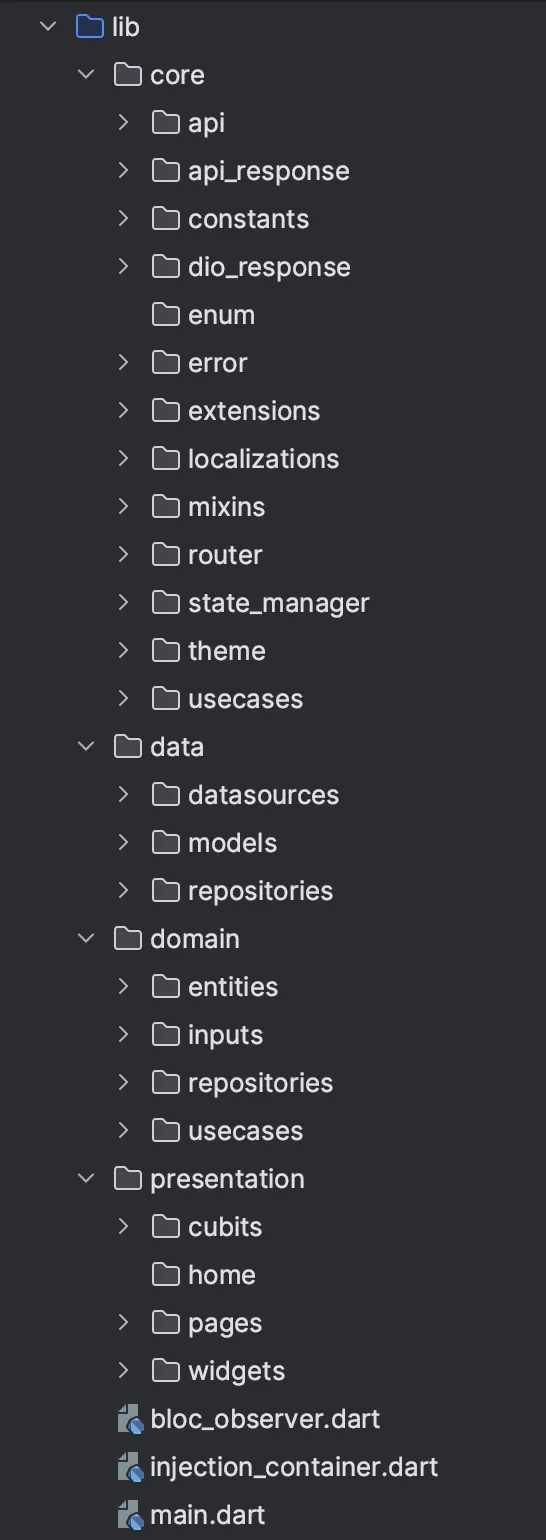 lib
core
api
api_response
constants
dio_response
enum
error
extensions
localizations
mixins
router
state_manager
theme
usecases
data
datasources
models
repositories
domain
entities
inputs
repositories
usecases
presentation
cubits
home
pages
widgets
bloc_observer.dart
injection_container.dart
main.dart